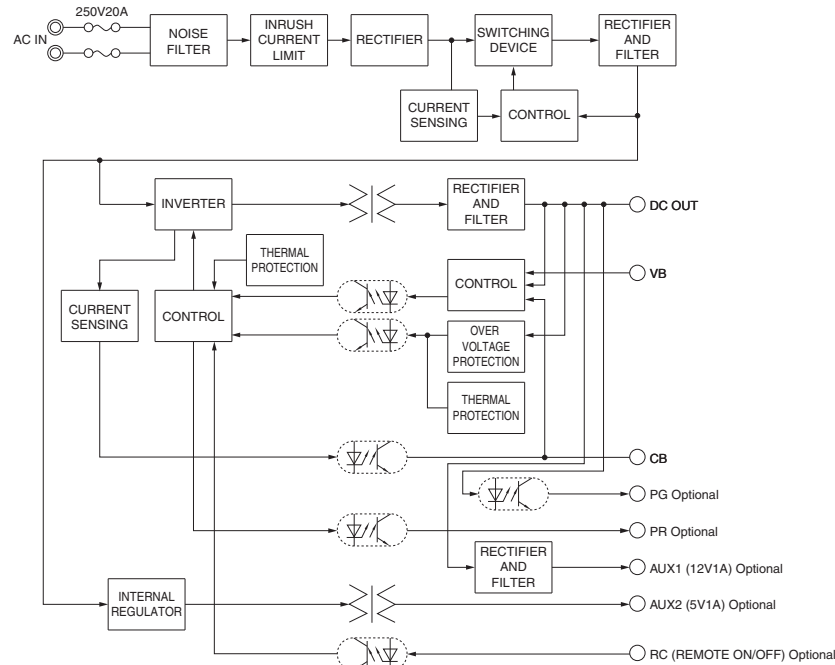 250V20A
AC IN
NOISE
FILTER
INRUSH
CURRENT
LIMIT
RECTIFIER
SWITCHING
DEVICE
RECTIFIER
AND
FILTER
CURRENT
SENSING
CONTROL
INVERTER
RECTIFIER
AND
FILTER
DC OUT
THERMAL
PROTECTION
CONTROL
VB
CURRENT
SENSING
CONTROL
OVER
VOLTAGE
PROTECTION
THERMAL
PROTECTION
CB
PG Optional
PR Optional
RECTIFIER
AND
FILTER
AUX1 (12V1A) Optional
INTERNAL
REGULATOR
AUX2 (5V1A) Optional
RC (REMOTE ON/OFF) Optional